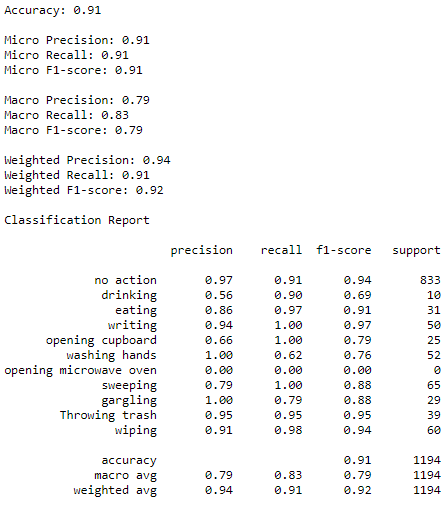 Accuracy: 0.91
Micro Precision: 0.91
Micro Recall: 0.91
Micro F1-score: 0.91
Macro Precision: 0.79
Macro Recall: 0.83
Macro F1-score: 0.79
Weighted Precision: 0.94
Weighted Recall: 0.91
Weighted F1-score: 0.92
Classification Report
precision recall f1-score support
no action 0.97 0.91 0.94 833
drinking 0.56 0.90 0.69 10
eating 0.86 0.97 0.91 31
writing 0.94 1.00 0.97 50
opening cupboard 0.66 1.00 0.79 25
washing hands 1.00 0.62 0.76 52
opening microwave oven 0.00 0.00 0.00 0
sweeping 0.79 1.00 0.88 65
gargling 1.00 0.79 0.88 29
Throwing trash 0.95 0.95 0.95 39
wiping 0.91 0.98 0.94 60
accuracy 0.91 1194
macro avg 0.79 0.83 0.79 1194
weighted avg 0.94 0.91 0.92 1194